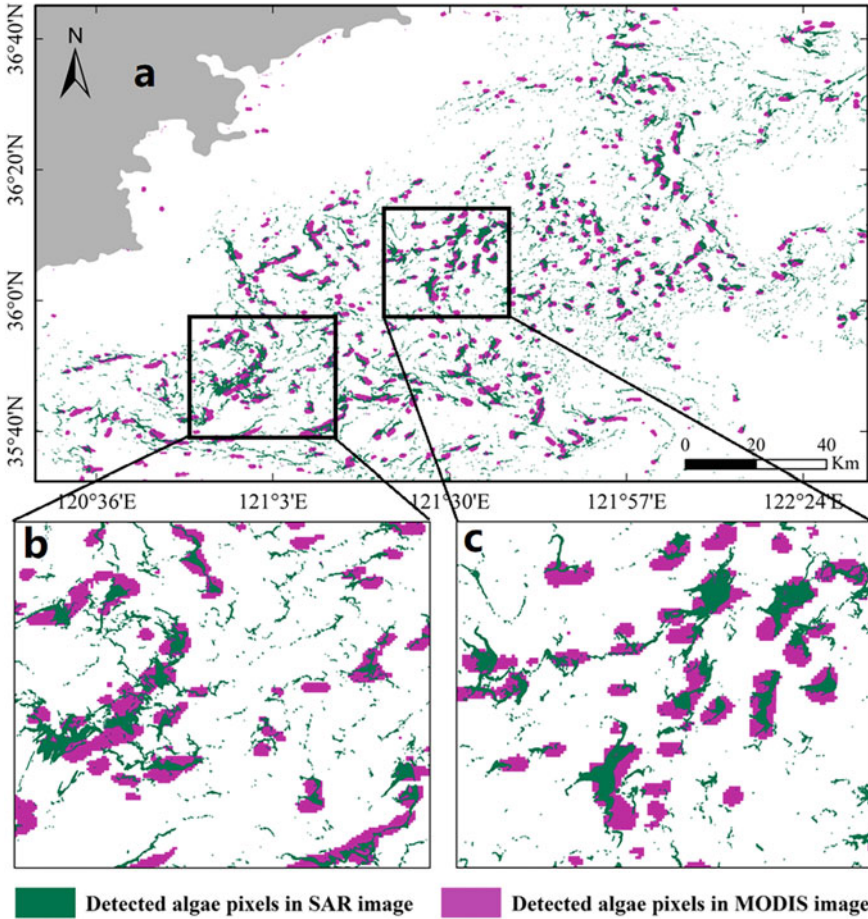 36°40'N
N
a
36°20'N
36°0'N
35°40'N
0 20 40
Km
120°36'E 121°3'E 121°30'E 121°57'E 122°24'E
b
c
Detected algae pixels in SAR image
Detected algae pixels in MODIS image